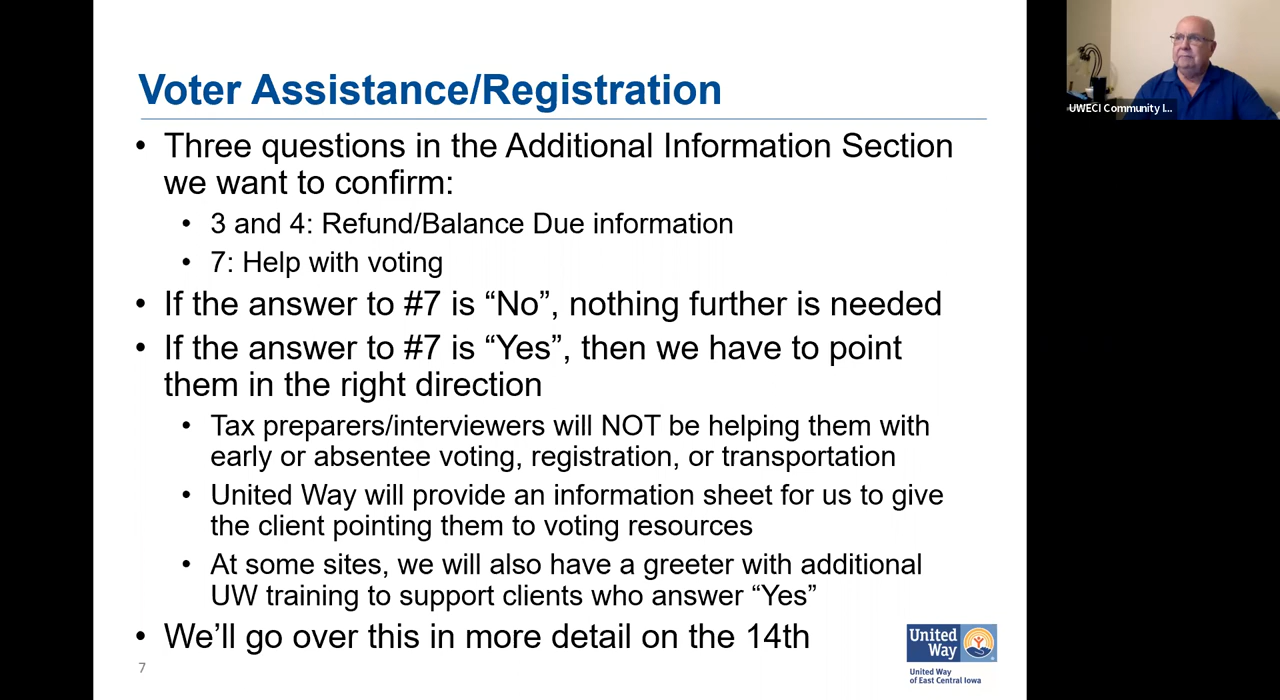 Voter Assistance/Registration
• Three questions in the Additional Information Section
we want to confirm:
• 3 and 4: Refund/Balance Due information
• 7: Help with voting
• If the answer to #7 is “No”, nothing further is needed
• If the answer to #7 is “Yes”, then we have to point
them in the right direction
• Tax preparers/interviewers will NOT be helping them with
early or absentee voting, registration, or transportation
• United Way will provide an information sheet for us to give
the client pointing them to voting resources
• At some sites, we will also have a greeter with additional
UW training to support clients who answer “Yes”
• We’ll go over this in more detail on the 14th
7
United
Way
United Way
of East Central Iowa
UWECI Community I...